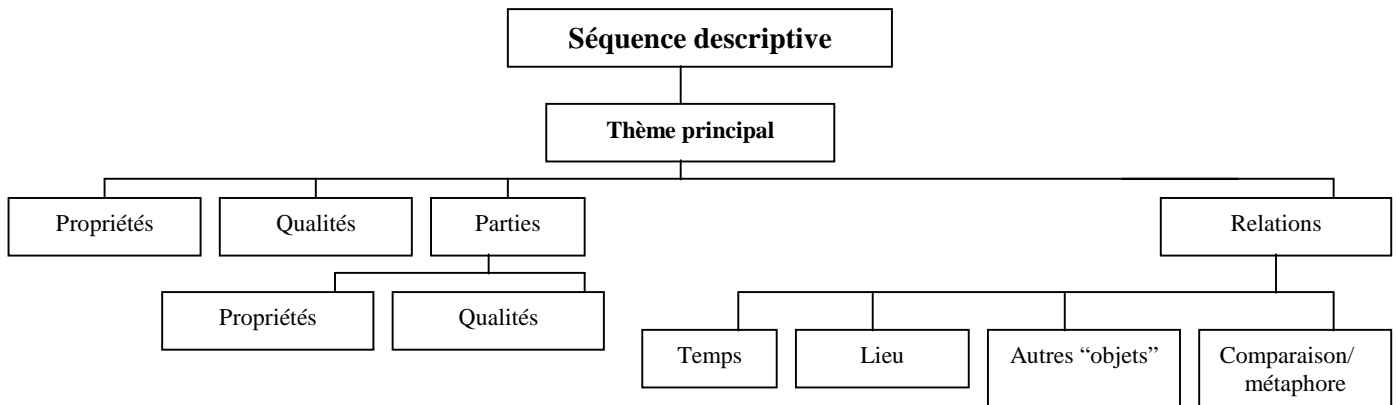 Séquence descriptive
Thème principal
Propriétés
Qualités
Parties
Relations
Propriétés
Qualités
Temps
Lieu
Autres “objets”
Comparaison/
métaphore